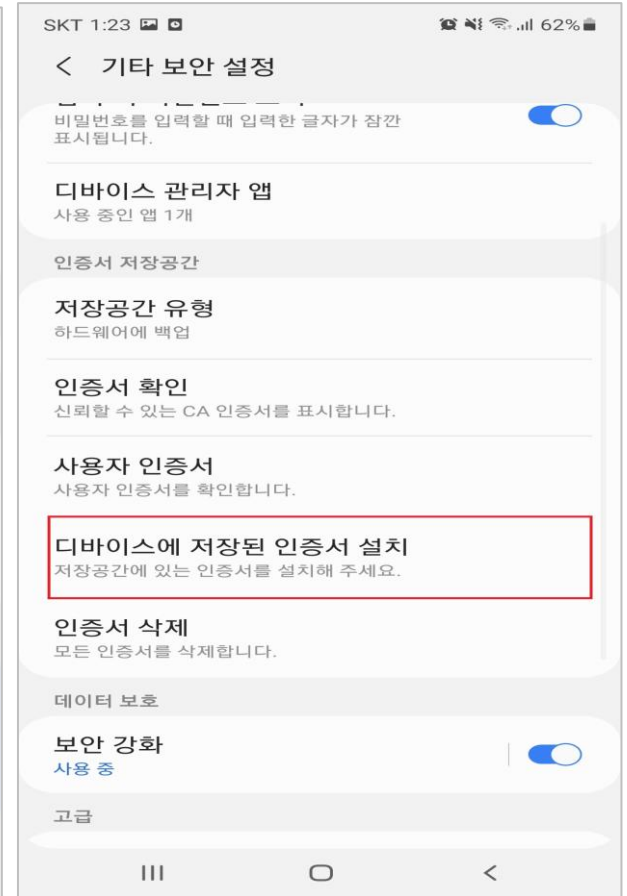 SKT 1:23
62%
기타 보안 설정
비밀번호를 입력할 때 입력한 글자가 잠깐
표시됩니다.
디바이스 관리자 앱
사용 중인 앱 1개
인증서 저장공간
저장공간 유형
하드웨어에 백업
인증서 확인
신뢰할 수 있는 CA 인증서를 표시합니다.
사용자 인증서
사용자 인증서를 확인합니다.
디바이스에 저장된 인증서 설치
저장공간에 있는 인증서를 설치해 주세요.
인증서 삭제
모든 인증서를 삭제합니다.
데이터 보호
보안 강화
사용 중
고급